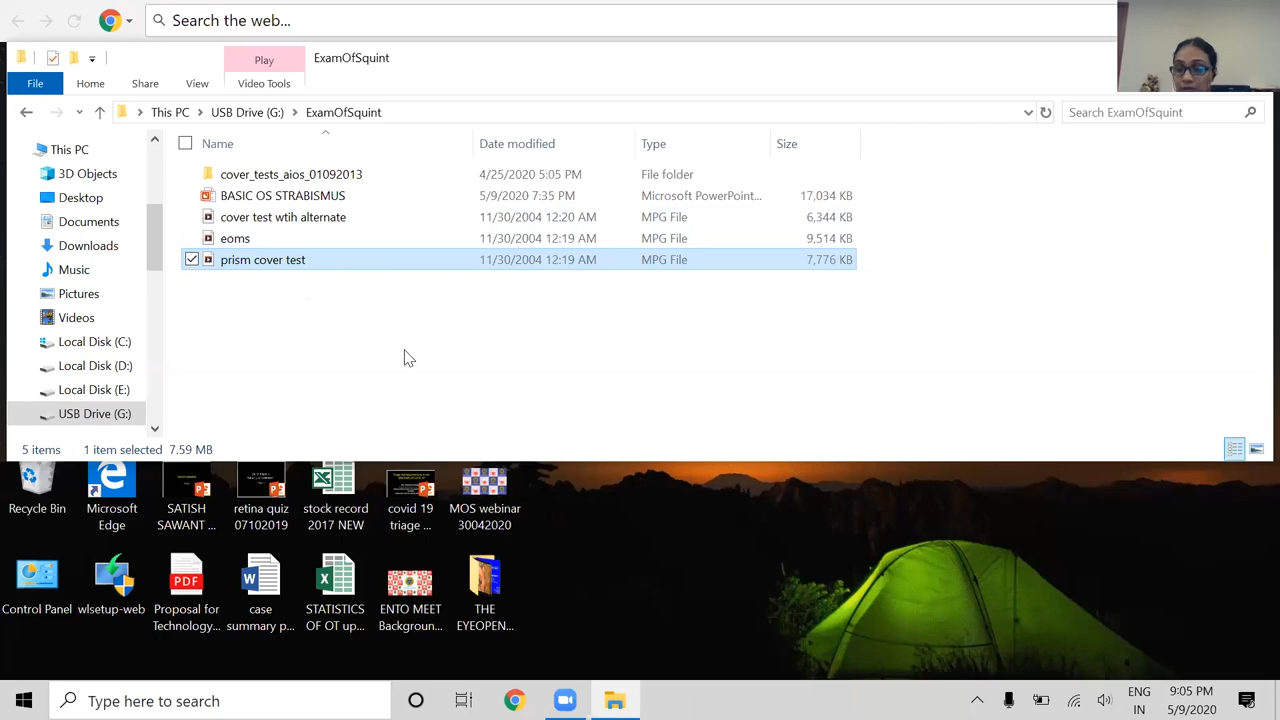 Search the web...
Play
ExamOfSquint
File
Home
Share
View
Video Tools
This PC
USB Drive (G:)
ExamOfSquint
Search ExamOfSquint
Name
Date modified
Type
Size
cover_tests_aios_01092013
4/25/2020 5:05 PM
File folder
BASIC OS STRABISMUS
5/9/2020 7:35 PM
Microsoft PowerPoint...
17,034 KB
cover test wtih alternate
11/30/2004 12:20 AM
MPG File
6,344 KB
eoms
11/30/2004 12:19 AM
MPG File
9,514 KB
prism cover test
11/30/2004 12:19 AM
MPG File
7,776 KB
This PC
3D Objects
Desktop
Documents
Downloads
Music
Pictures
Videos
Local Disk (C:)
Local Disk (D:)
Local Disk (E:)
USB Drive (G:)
5 items
1 item selected
7.59 MB
Recycle Bin
Microsoft
Edge
SATISH
SAWANT ...
retina quiz
07102019
stock record
2017 NEW
covid 19
triage ...
MOS webinar
30042020
Control Panel
wlsetup-web
PDF
Proposal for
Technology...
case
summary p...
STATISTICS
OF OT up...
ENTO MEET
Backgroun...
THE
EYEOPEN...
Type here to search
ENG
IN
9:05 PM
5/9/2020